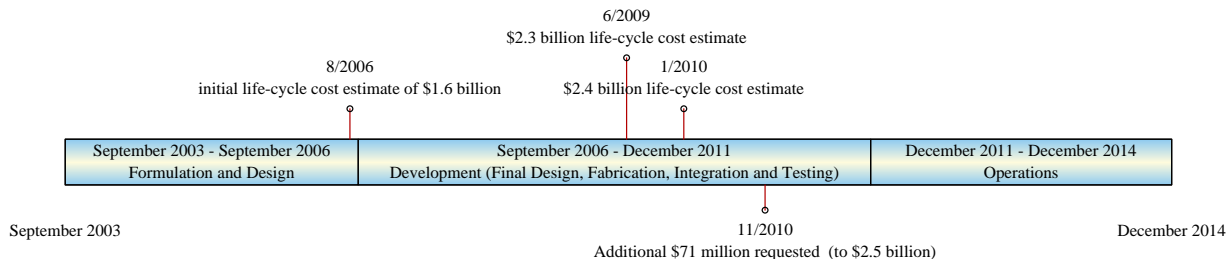 6/2009
$2.3 billion life-cycle cost estimate
8/2006
initial life-cycle cost estimate of $1.6 billion
1/2010
$2.4 billion life-cycle cost estimate
September 2003 - September 2006
Formulation and Design
September 2006 - December 2011
Development (Final Design, Fabrication, Integration and Testing)
December 2011 - December 2014
Operations
September 2003
11/2010
Additional $71 million requested (to $2.5 billion)
December 2014